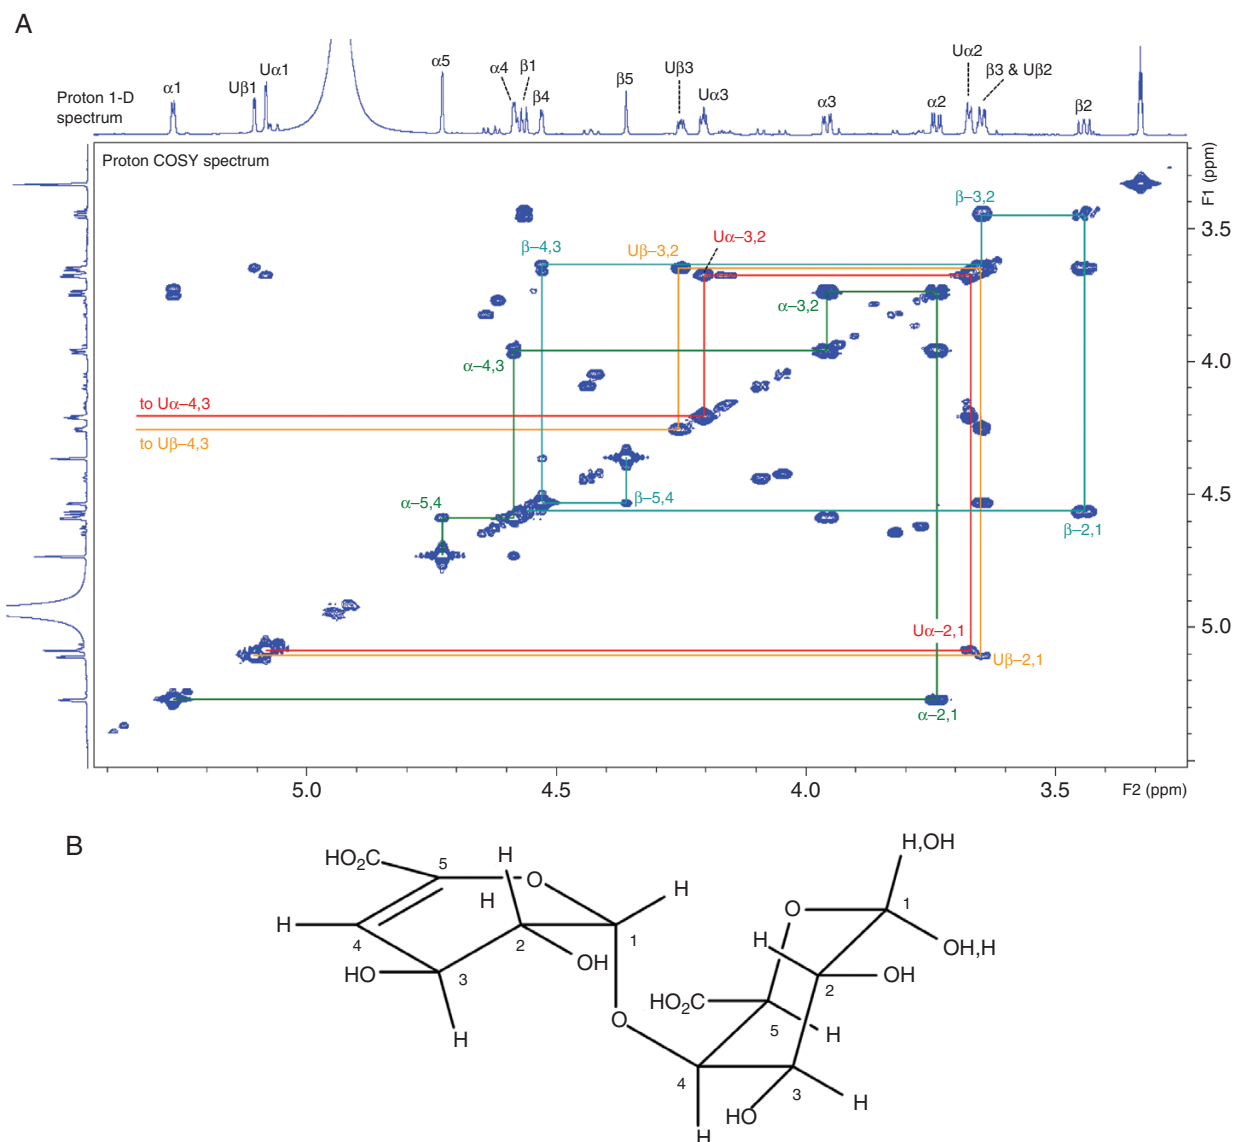 A
Proton 1-D
spectrum
α1
Uβ1
Uα1
α5
α4
β1
β4
β5
Uβ3
Uα3
α3
α2
Uα2
β3 & Uβ2
β2
Proton COSY spectrum
F1 (ppm)
β–3,2
Uα–3,2
β–4,3
Uβ–3,2
3.5
α–3,2
α–4,3
4.0
to Uα–4,3
to Uβ–4,3
α–5,4
β–5,4
4.5
β–2,1
Uα–2,1
5.0
Uβ–2,1
α–2,1
5.0
4.5
4.0
3.5
F2 (ppm)
B
HO2C
5
H
O
H
H
H
4
2
1
HO
3
OH
H
O
H,OH
O
1
H
OH,H
2
OH
HO2C
5
H
4
3
H
HO
H